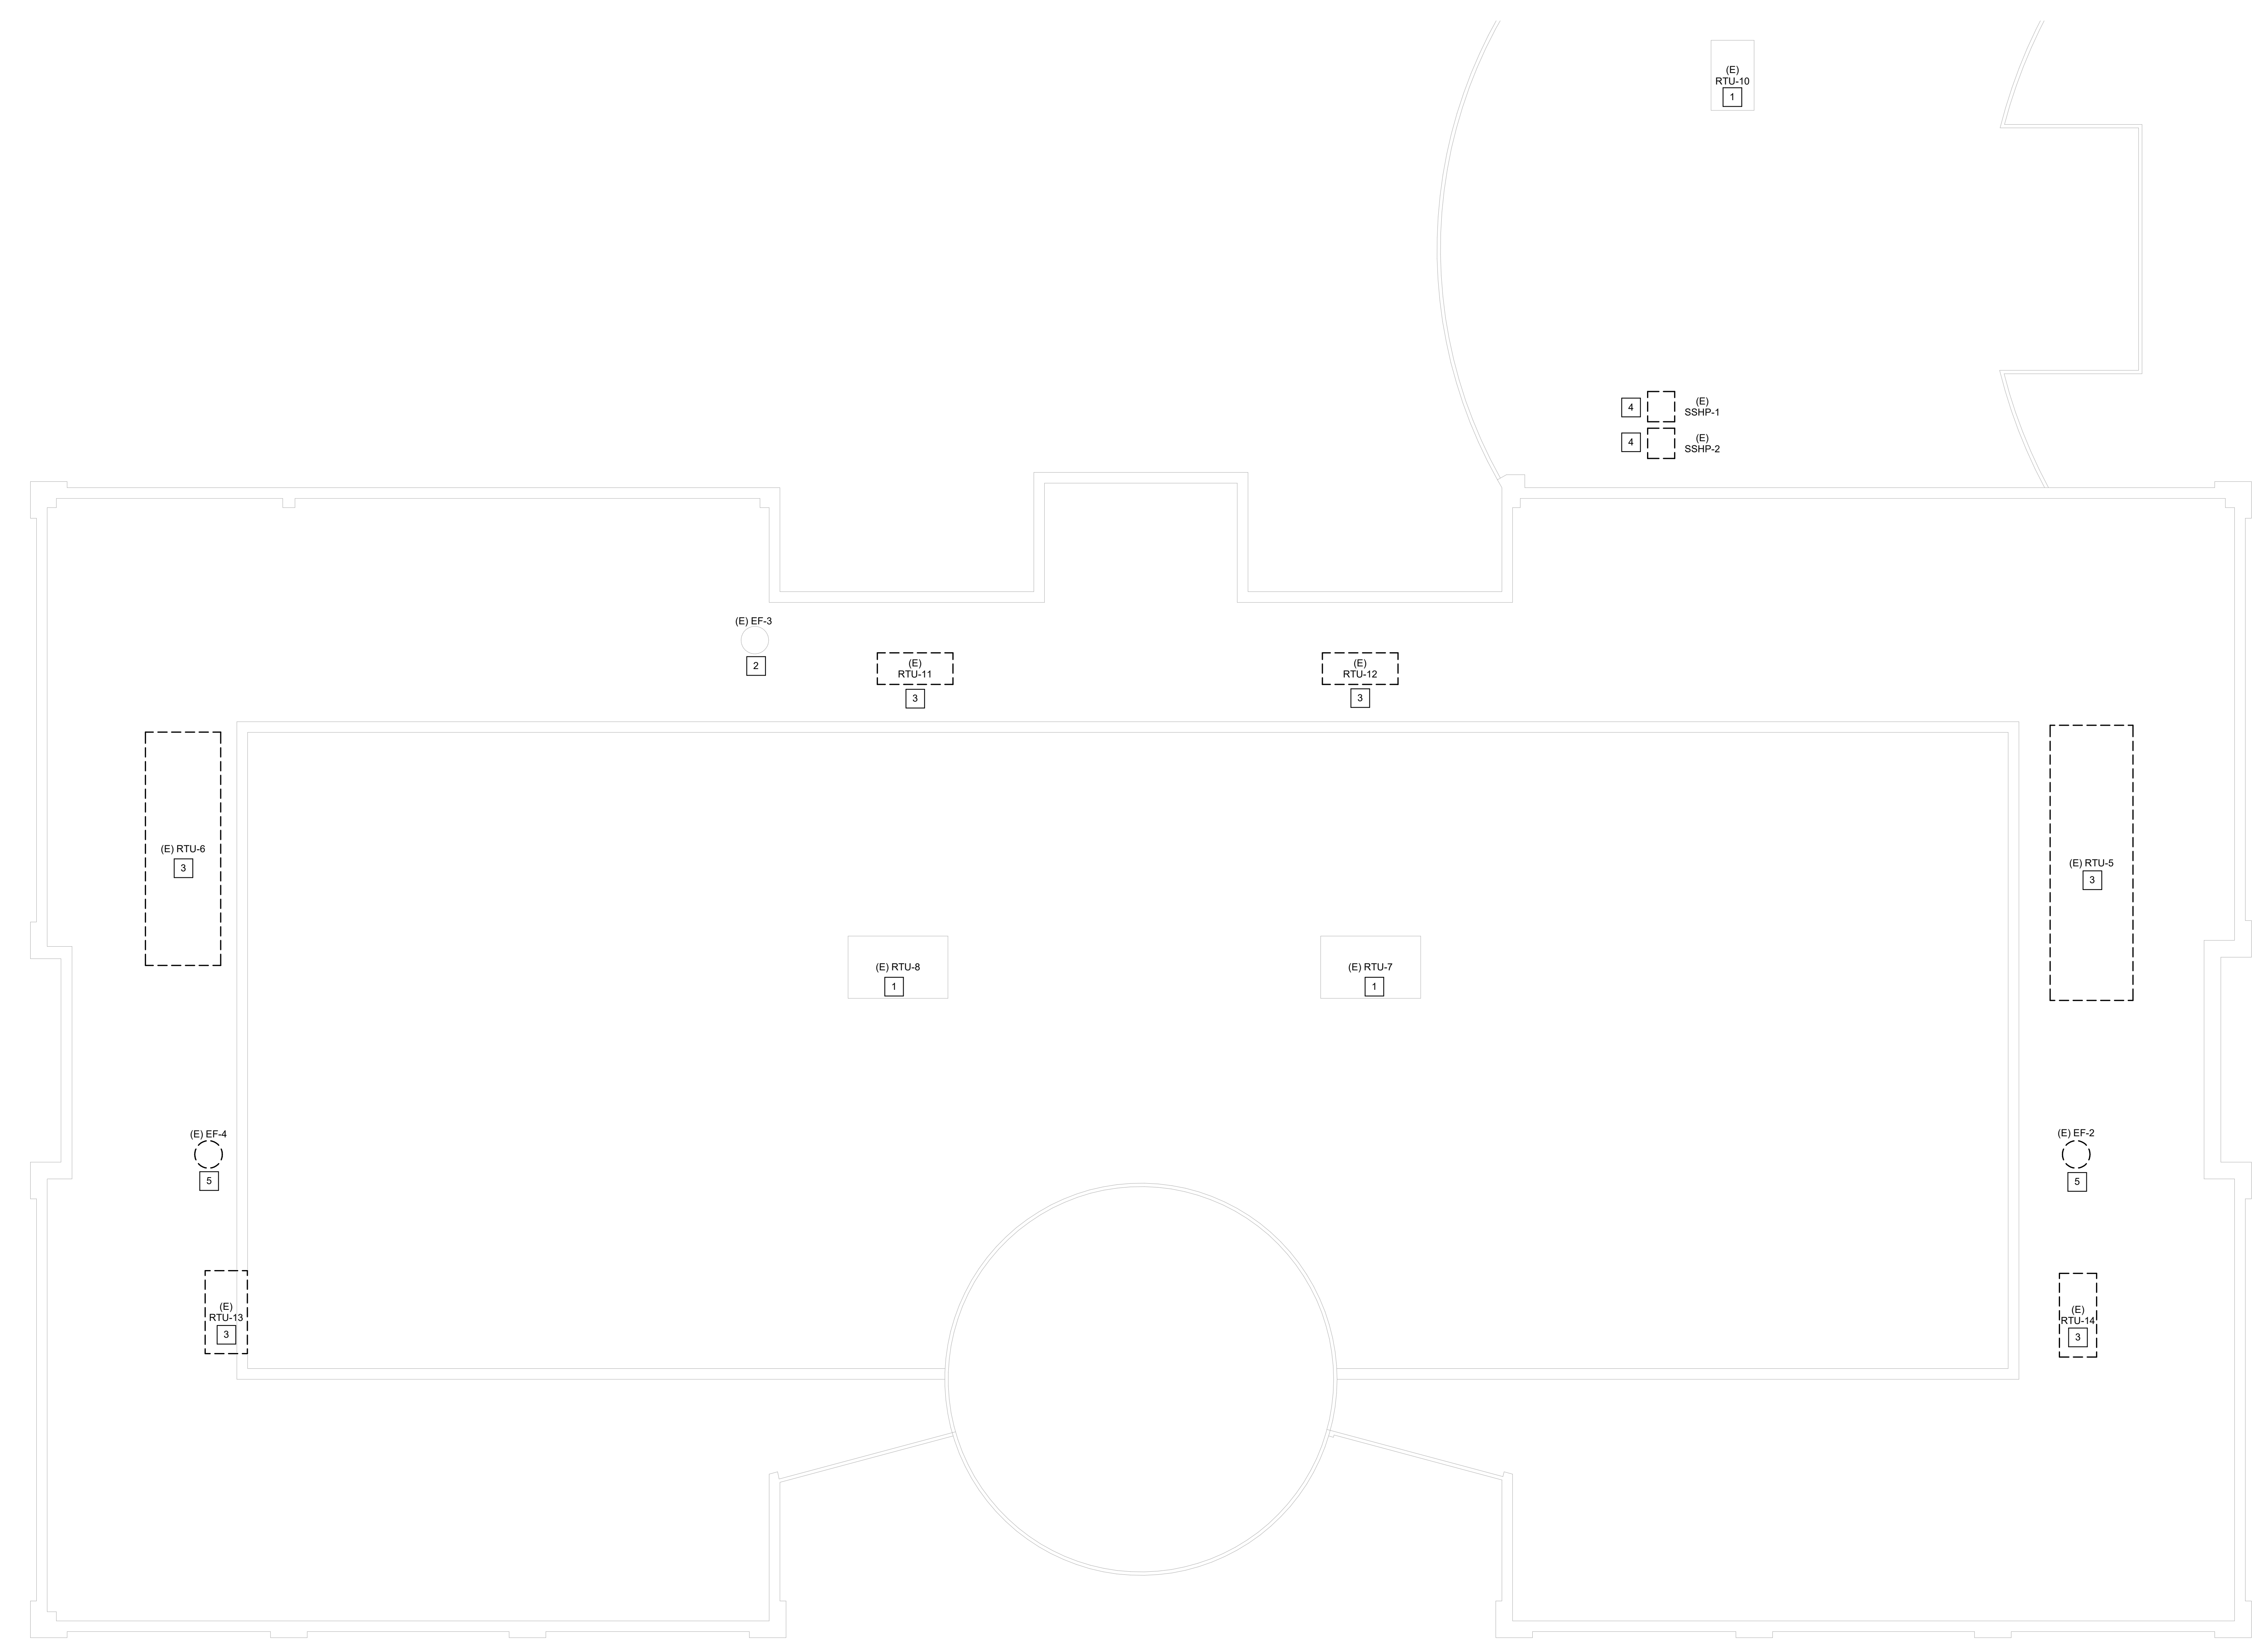 (E)
RTU-10
1
4
(E)
SSHP-1
4
(E)
SSHP-2
(E) EF-3
2
(E)
RTU-11
3
(E)
RTU-12
3
(E) RTU-6
3
(E) RTU-5
3
(E) RTU-8
1
(E) RTU-7
1
(E) EF-4
5
(E) EF-2
5
(E)
RTU-13
3
(E)
RTU-14
3